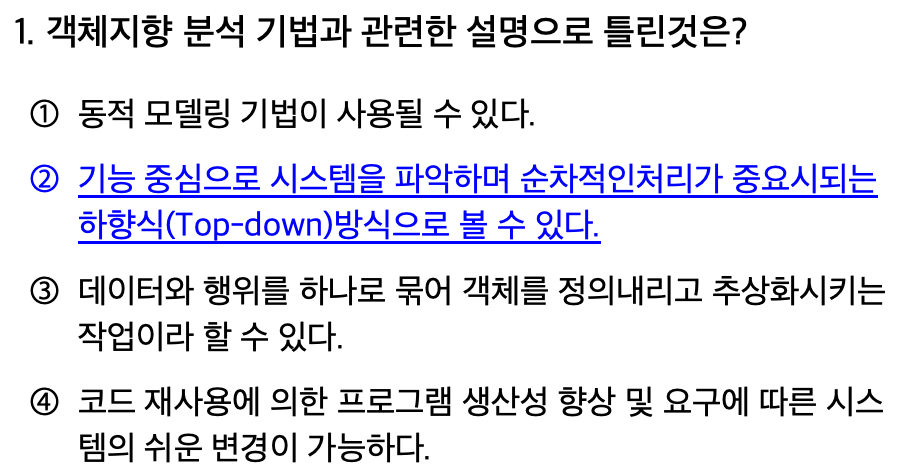 1. 객체지향 분석 기법과 관련한 설명으로 틀린것은?
① 동적 모델링 기법이 사용될 수 있다.
② 기능 중심으로 시스템을 파악하며 순차적인처리가 중요시되는
하향식(Top-down)방식으로 볼 수 있다.
③ 데이터와 행위를 하나로 묶어 객체를 정의내리고 추상화시키는
작업이라 할 수 있다.
④ 코드 재사용에 의한 프로그램 생산성 향상 및 요구에 따른 시스
템의 쉬운 변경이 가능하다.